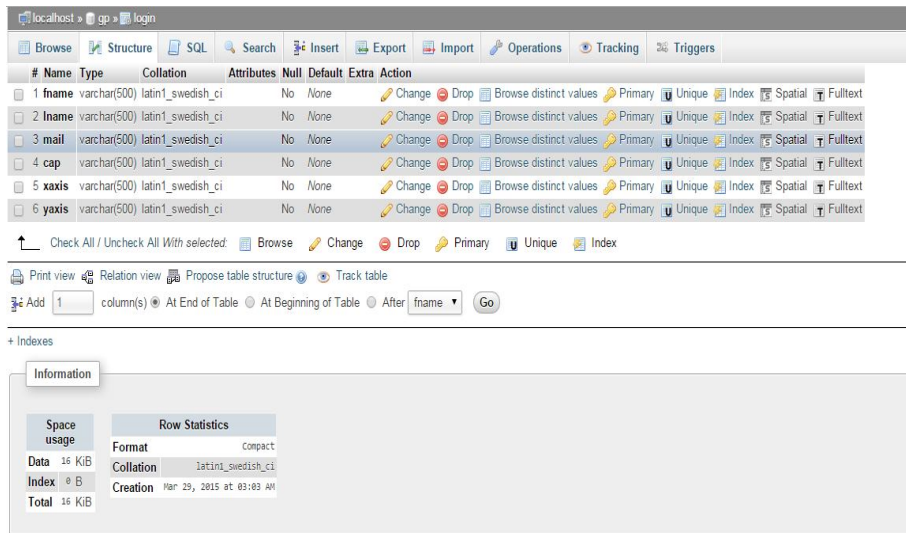 localhost » gp » login
Browse Structure SQL Search Insert Export Import Operations Tracking Triggers
# Name Type Collation Attributes Null Default Extra Action
1 fname varchar(500) latin1_swedish_ci No None Change Drop Browse distinct values Primary Unique Index Spatial Fulltext
2 lname varchar(500) latin1_swedish_ci No None Change Drop Browse distinct values Primary Unique Index Spatial Fulltext
3 mail varchar(500) latin1_swedish_ci No None Change Drop Browse distinct values Primary Unique Index Spatial Fulltext
4 cap varchar(500) latin1_swedish_ci No None Change Drop Browse distinct values Primary Unique Index Spatial Fulltext
5 xaxis varchar(500) latin1_swedish_ci No None Change Drop Browse distinct values Primary Unique Index Spatial Fulltext
6 yaxis varchar(500) latin1_swedish_ci No None Change Drop Browse distinct values Primary Unique Index Spatial Fulltext
Check All / Uncheck All With selected: Browse Change Drop Primary Unique Index
Print view Relation view Propose table structure Track table
Add 1 column(s) At End of Table At Beginning of Table After fname Go
+ Indexes
Information
Space usage
Data 16 KiB
Index 0 B
Total 16 KiB
Row Statistics
Format Compact
Collation latin1_swedish_ci
Creation Mar 29, 2015 at 03:03 AM